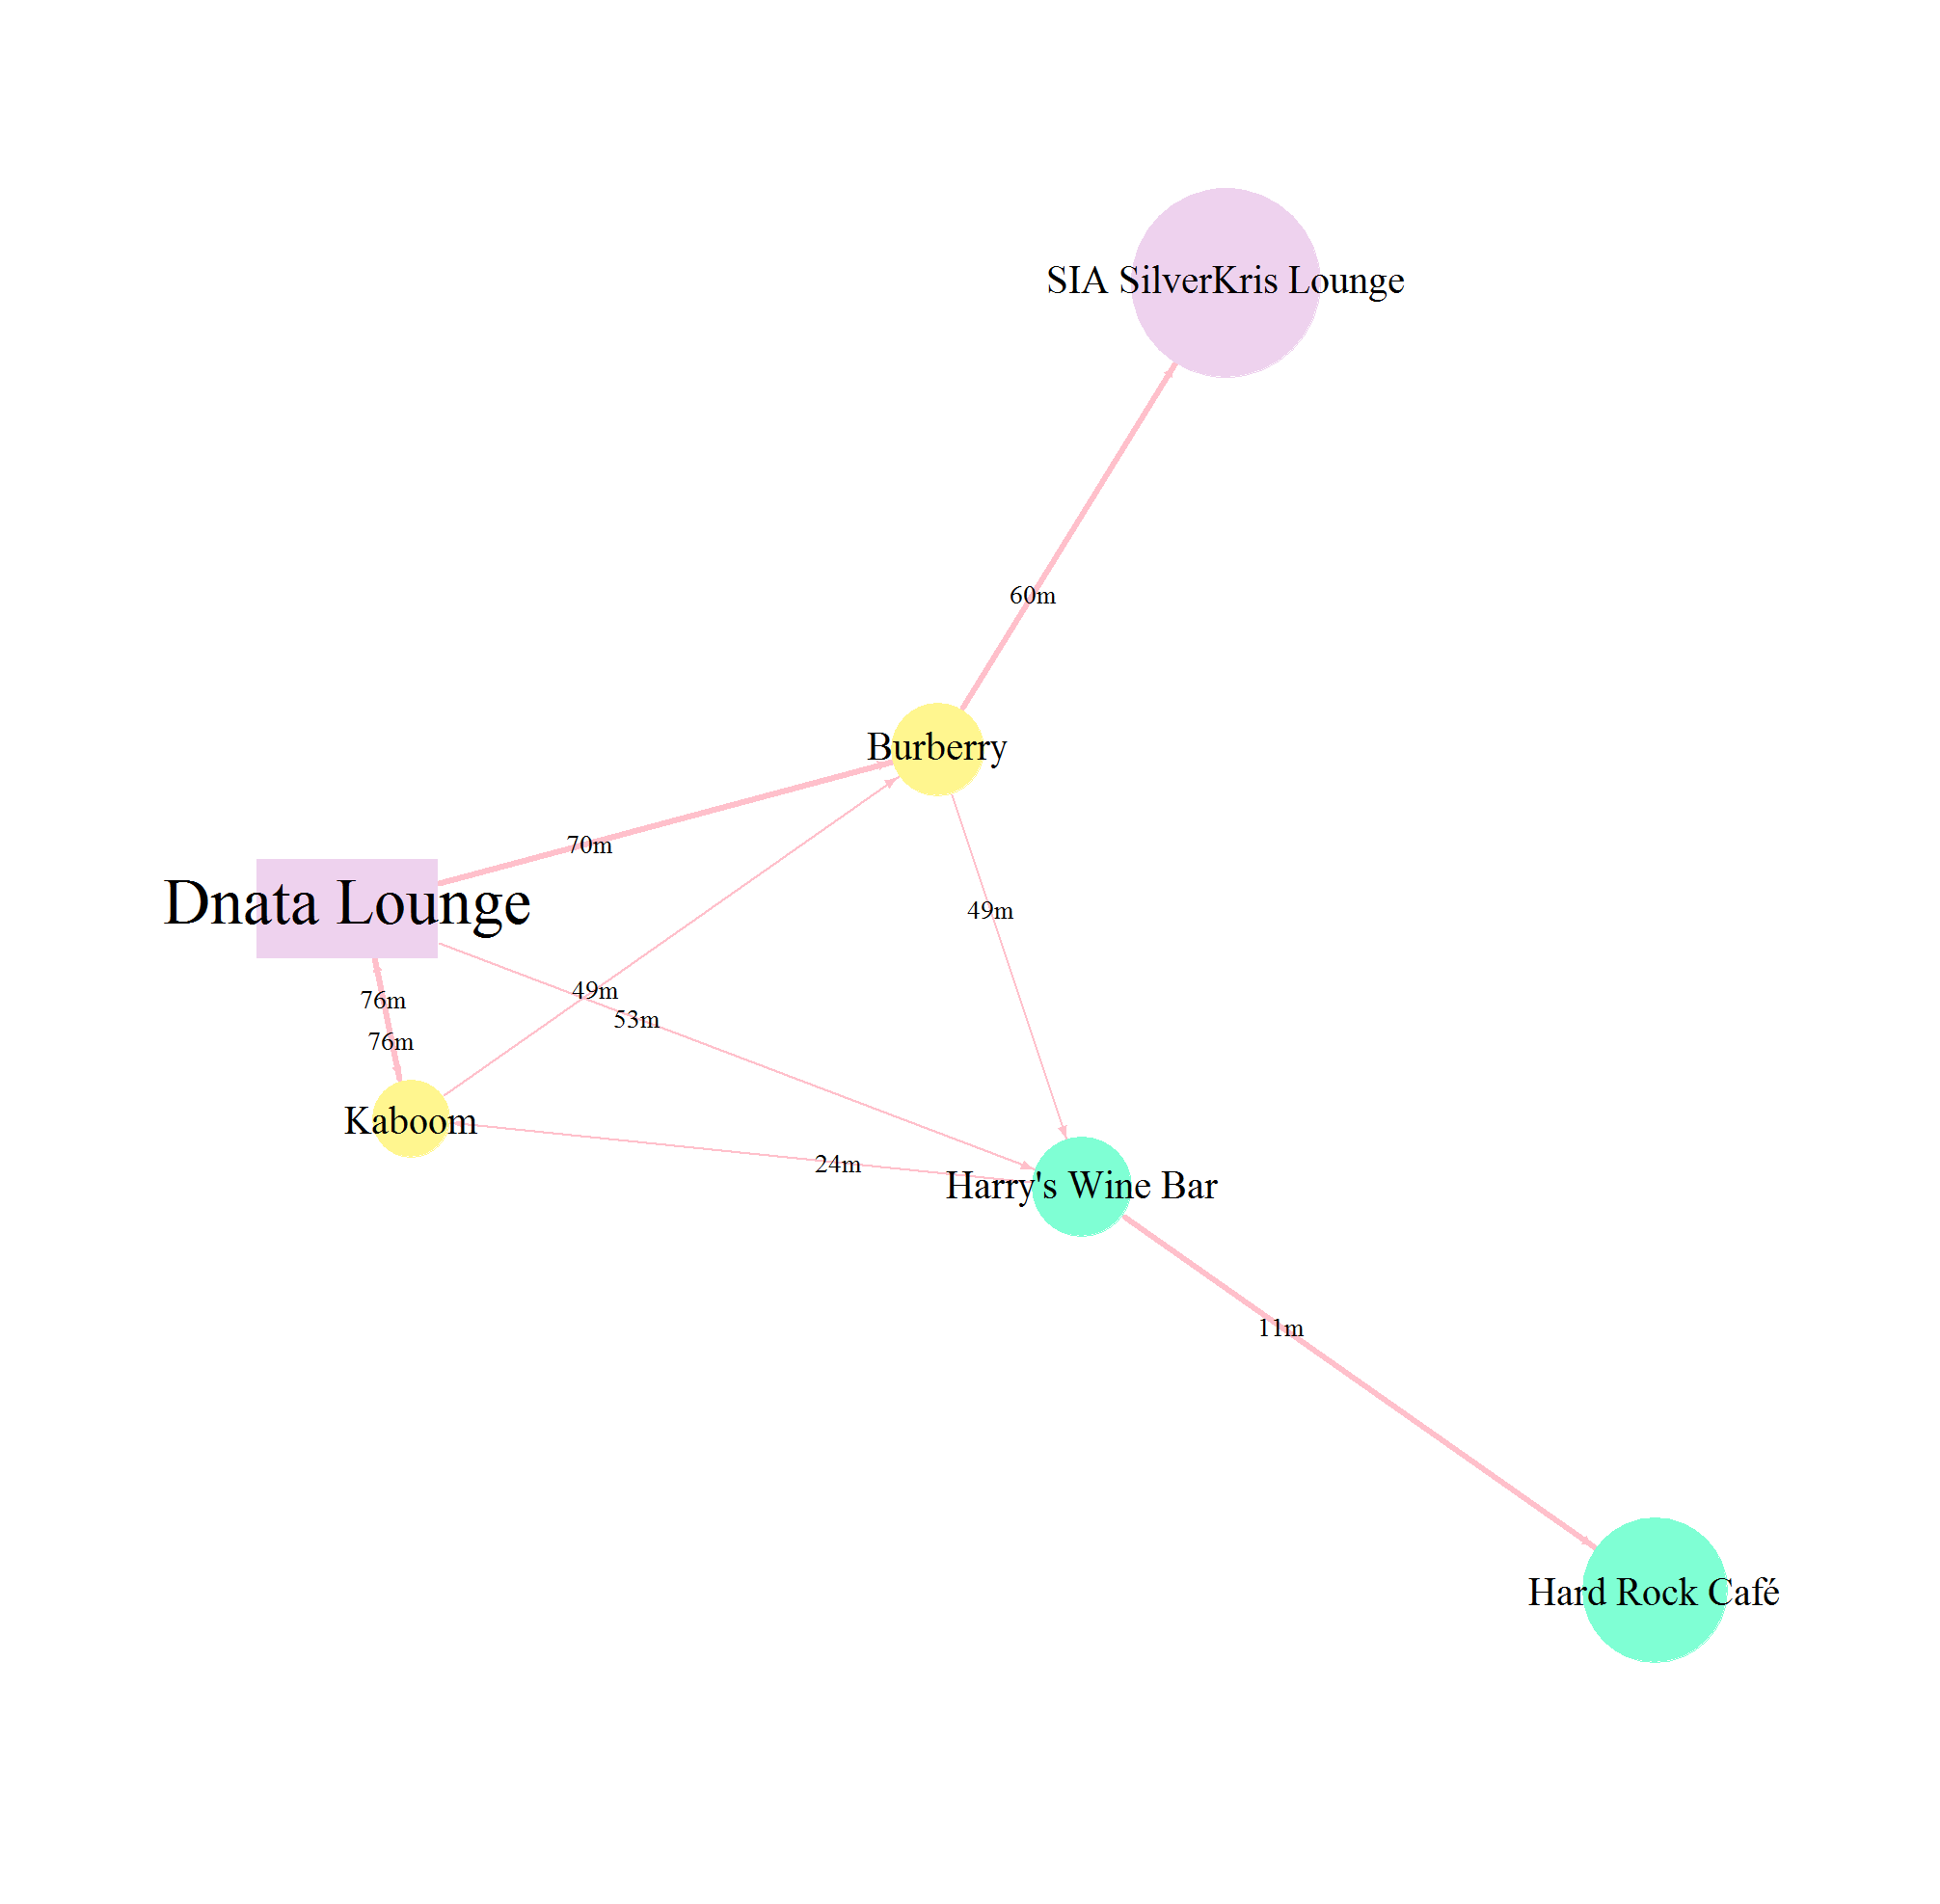 SIA SilverKris Lounge
60m
Burberry
70m
Dnata Lounge
49m
49m
76m
53m
76m
Kaboom
24m
Harry's Wine Bar
11m
Hard Rock Café